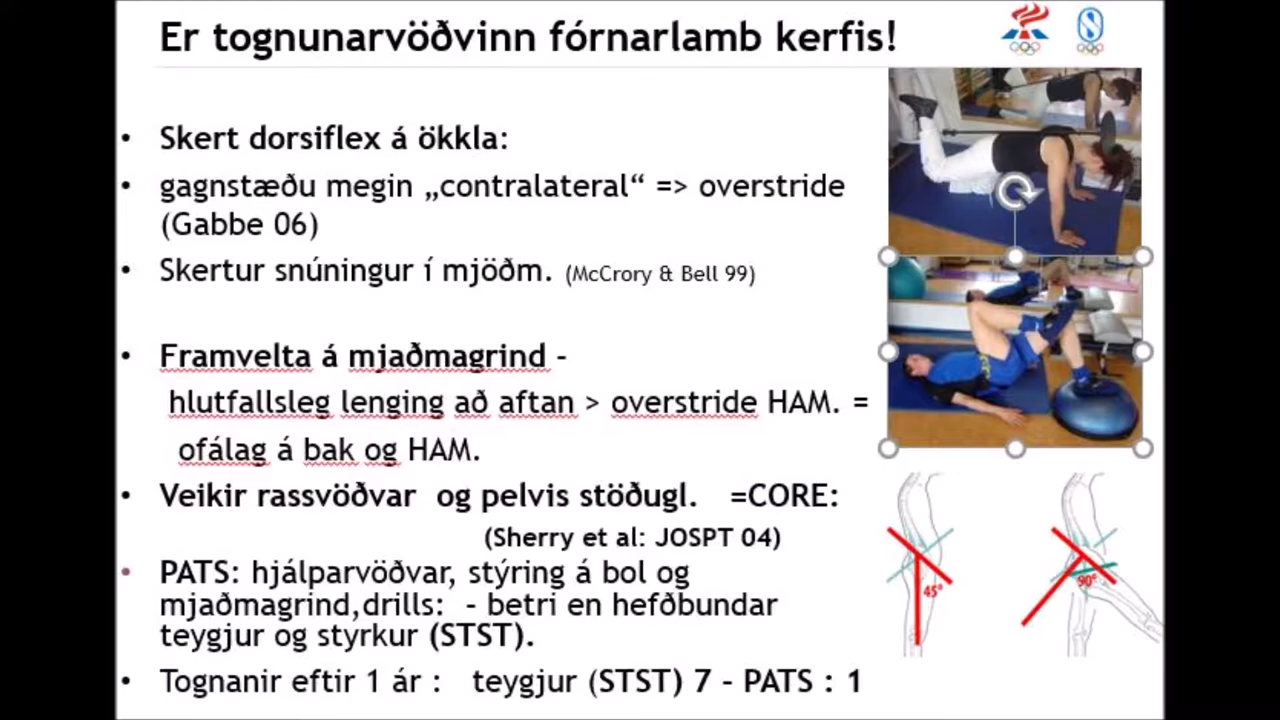 Er tognunarvöðvinn fórnarlamb kerfis!
• Skert dorsiflex á ökkla:
• gagnstæðu megin „contralateral“ => overstride
(Gabbe 06)
• Skertur snúningur í mjöðm. (McCrory & Bell 99)
• Framvelta á mjaðmagrind –
hlutfallsleg lenging að aftan > overstride HAM. =
ofálag á bak og HAM.
• Veikir rassvöðvar og pelvis stöðugl. =CORE:
(Sherry et al: JOSPT 04)
• PATS: hjálparvöðvar, stýring á bol og
mjaðmagrind,drills: – betri en hefðbundar
teygjur og styrkur (STST).
• Tognanir eftir 1 ár : teygjur (STST) 7 – PATS : 1
45°
90°